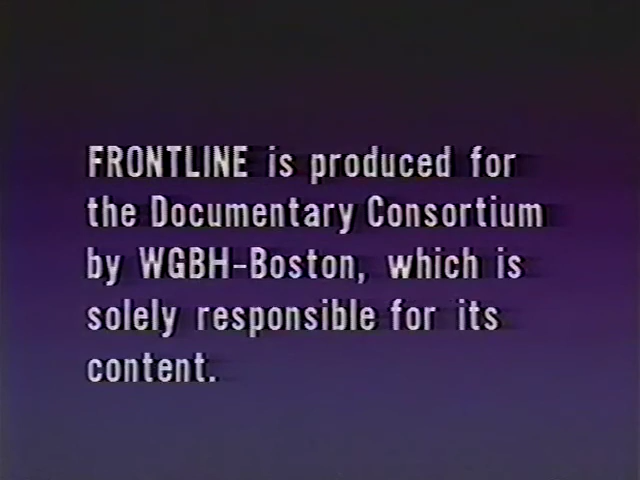 FRONTLINE is produced for
the Documentary Consortium
by WGBH-Boston, which is
solely responsible for its
content.